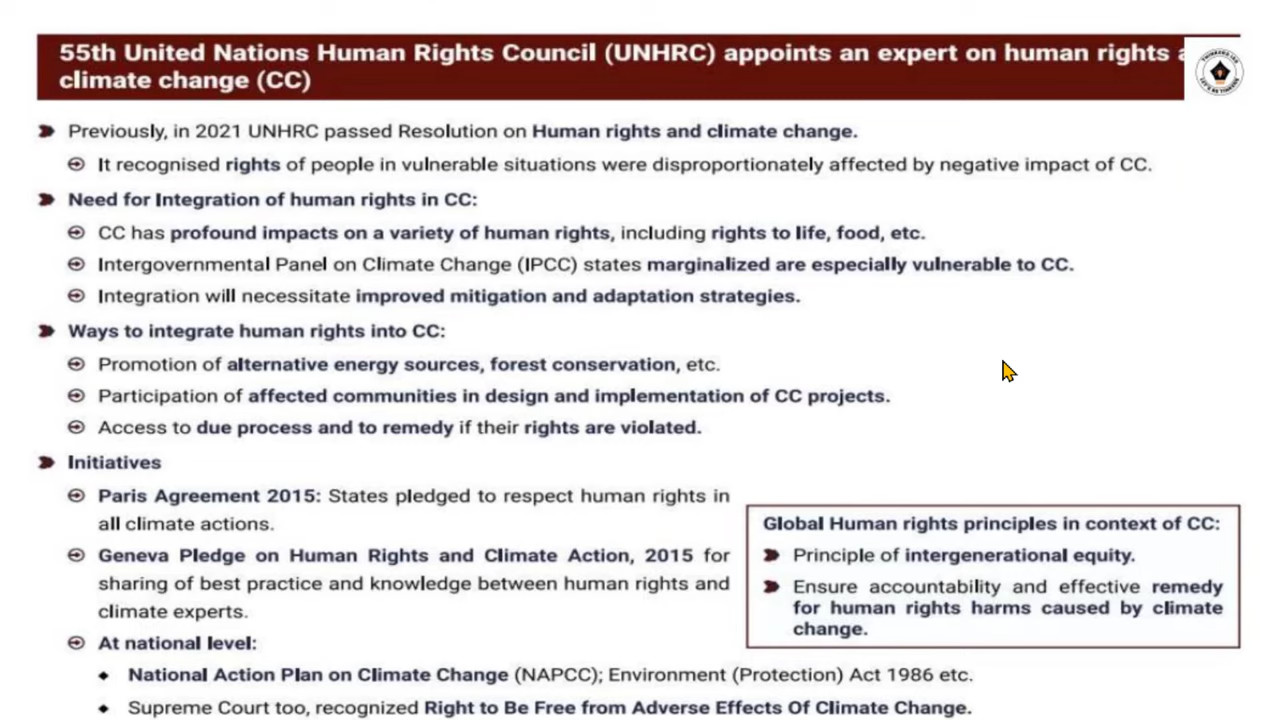 55th United Nations Human Rights Council (UNHRC) appoints an expert on human rights
climate change (CC)
Previously, in 2021 UNHRC passed Resolution on Human rights and climate change.
It recognised rights of people in vulnerable situations were disproportionately affected by negative impact of CC.
Need for Integration of human rights in CC:
CC has profound impacts on a variety of human rights, including rights to life, food, etc.
Intergovernmental Panel on Climate Change (IPCC) states marginalized are especially vulnerable to CC.
Integration will necessitate improved mitigation and adaptation strategies.
Ways to integrate human rights into CC:
Promotion of alternative energy sources, forest conservation, etc.
Participation of affected communities in design and implementation of CC projects.
Access to due process and to remedy if their rights are violated.
Initiatives
Paris Agreement 2015: States pledged to respect human rights in
all climate actions.
Geneva Pledge on Human Rights and Climate Action, 2015 for
sharing of best practice and knowledge between human rights and
climate experts.
At national level:
National Action Plan on Climate Change (NAPCC); Environment (Protection) Act 1986 etc.
Supreme Court too, recognized Right to Be Free from Adverse Effects Of Climate Change.
Global Human rights principles in context of CC:
Principle of intergenerational equity.
Ensure accountability and effective remedy
for human rights harms caused by climate
change.